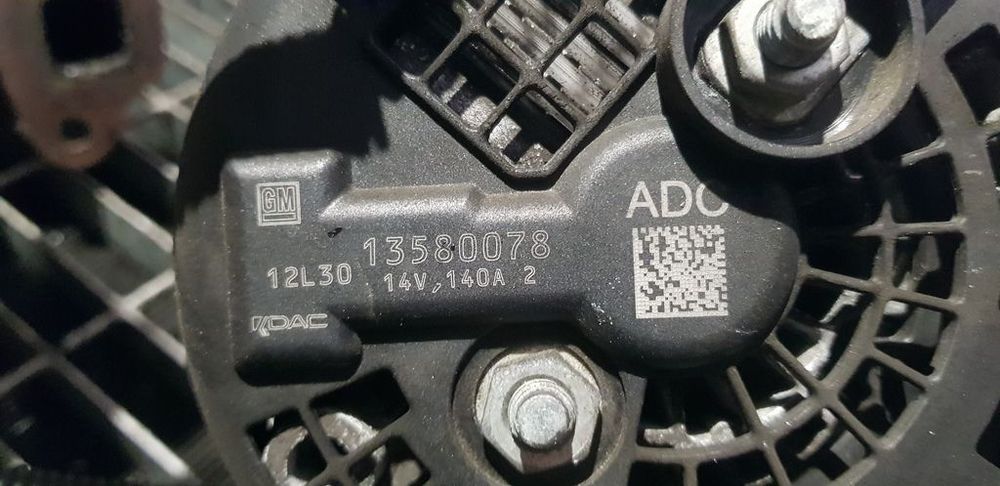 GM
ADC
13580078
12L30
14V, 140A 2
KDAC